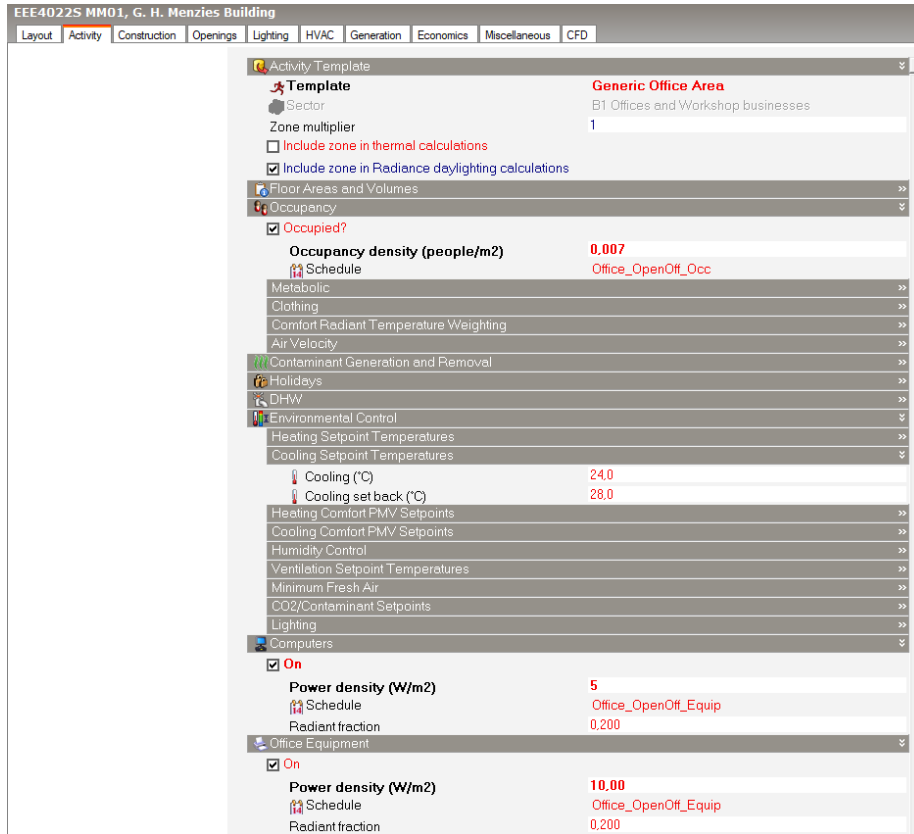 EEE4022S MM01, G. H. Menzies Building
Layout Activity Construction Openings Lighting HVAC Generation Economics Miscellaneous CFD
Activity Template
Template Generic Office Area
Sector B1 Offices and Workshop businesses
Zone multiplier 1
Include zone in thermal calculations
Include zone in Radiance daylighting calculations
Floor Areas and Volumes »
Occupancy
Occupied?
Occupancy density (people/m2) 0,007
Schedule Office_OpenOff_Occ
Metabolic »
Clothing »
Comfort Radiant Temperature Weighting »
Air Velocity »
Contaminant Generation and Removal »
Holidays »
DHW »
Environmental Control
Heating Setpoint Temperatures »
Cooling Setpoint Temperatures
Cooling (°C) 24,0
Cooling set back (°C) 28,0
Heating Comfort PMV Setpoints »
Cooling Comfort PMV Setpoints »
Humidity Control »
Ventilation Setpoint Temperatures »
Minimum Fresh Air »
CO2/Contaminant Setpoints »
Lighting »
Computers
On
Power density (W/m2) 5
14 Schedule Office_OpenOff_Equip
Radiant fraction 0,200
Office Equipment
On
Power density (W/m2) 10,00
14 Schedule Office_OpenOff_Equip
Radiant fraction 0,200